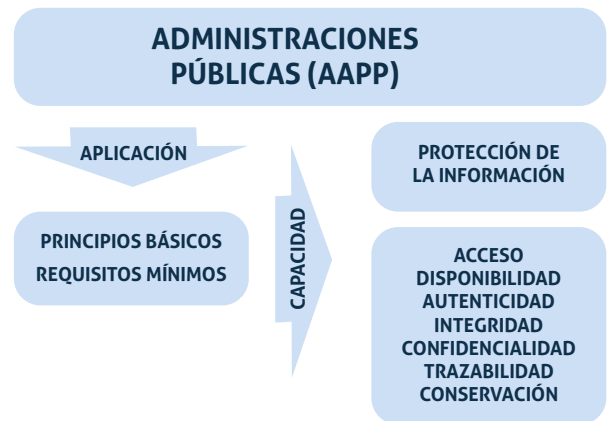 ADMINISTRACIONES
PÚBLICAS (AAPP)
APLICACIÓN
PRINCIPIOS BÁSICOS
REQUISITOS MÍNIMOS
CAPACIDAD
PROTECCIÓN DE
LA INFORMACIÓN
ACCESO
DISPONIBILIDAD
AUTENTICIDAD
INTEGRIDAD
CONFIDENCIALIDAD
TRAZABILIDAD
CONSERVACIÓN